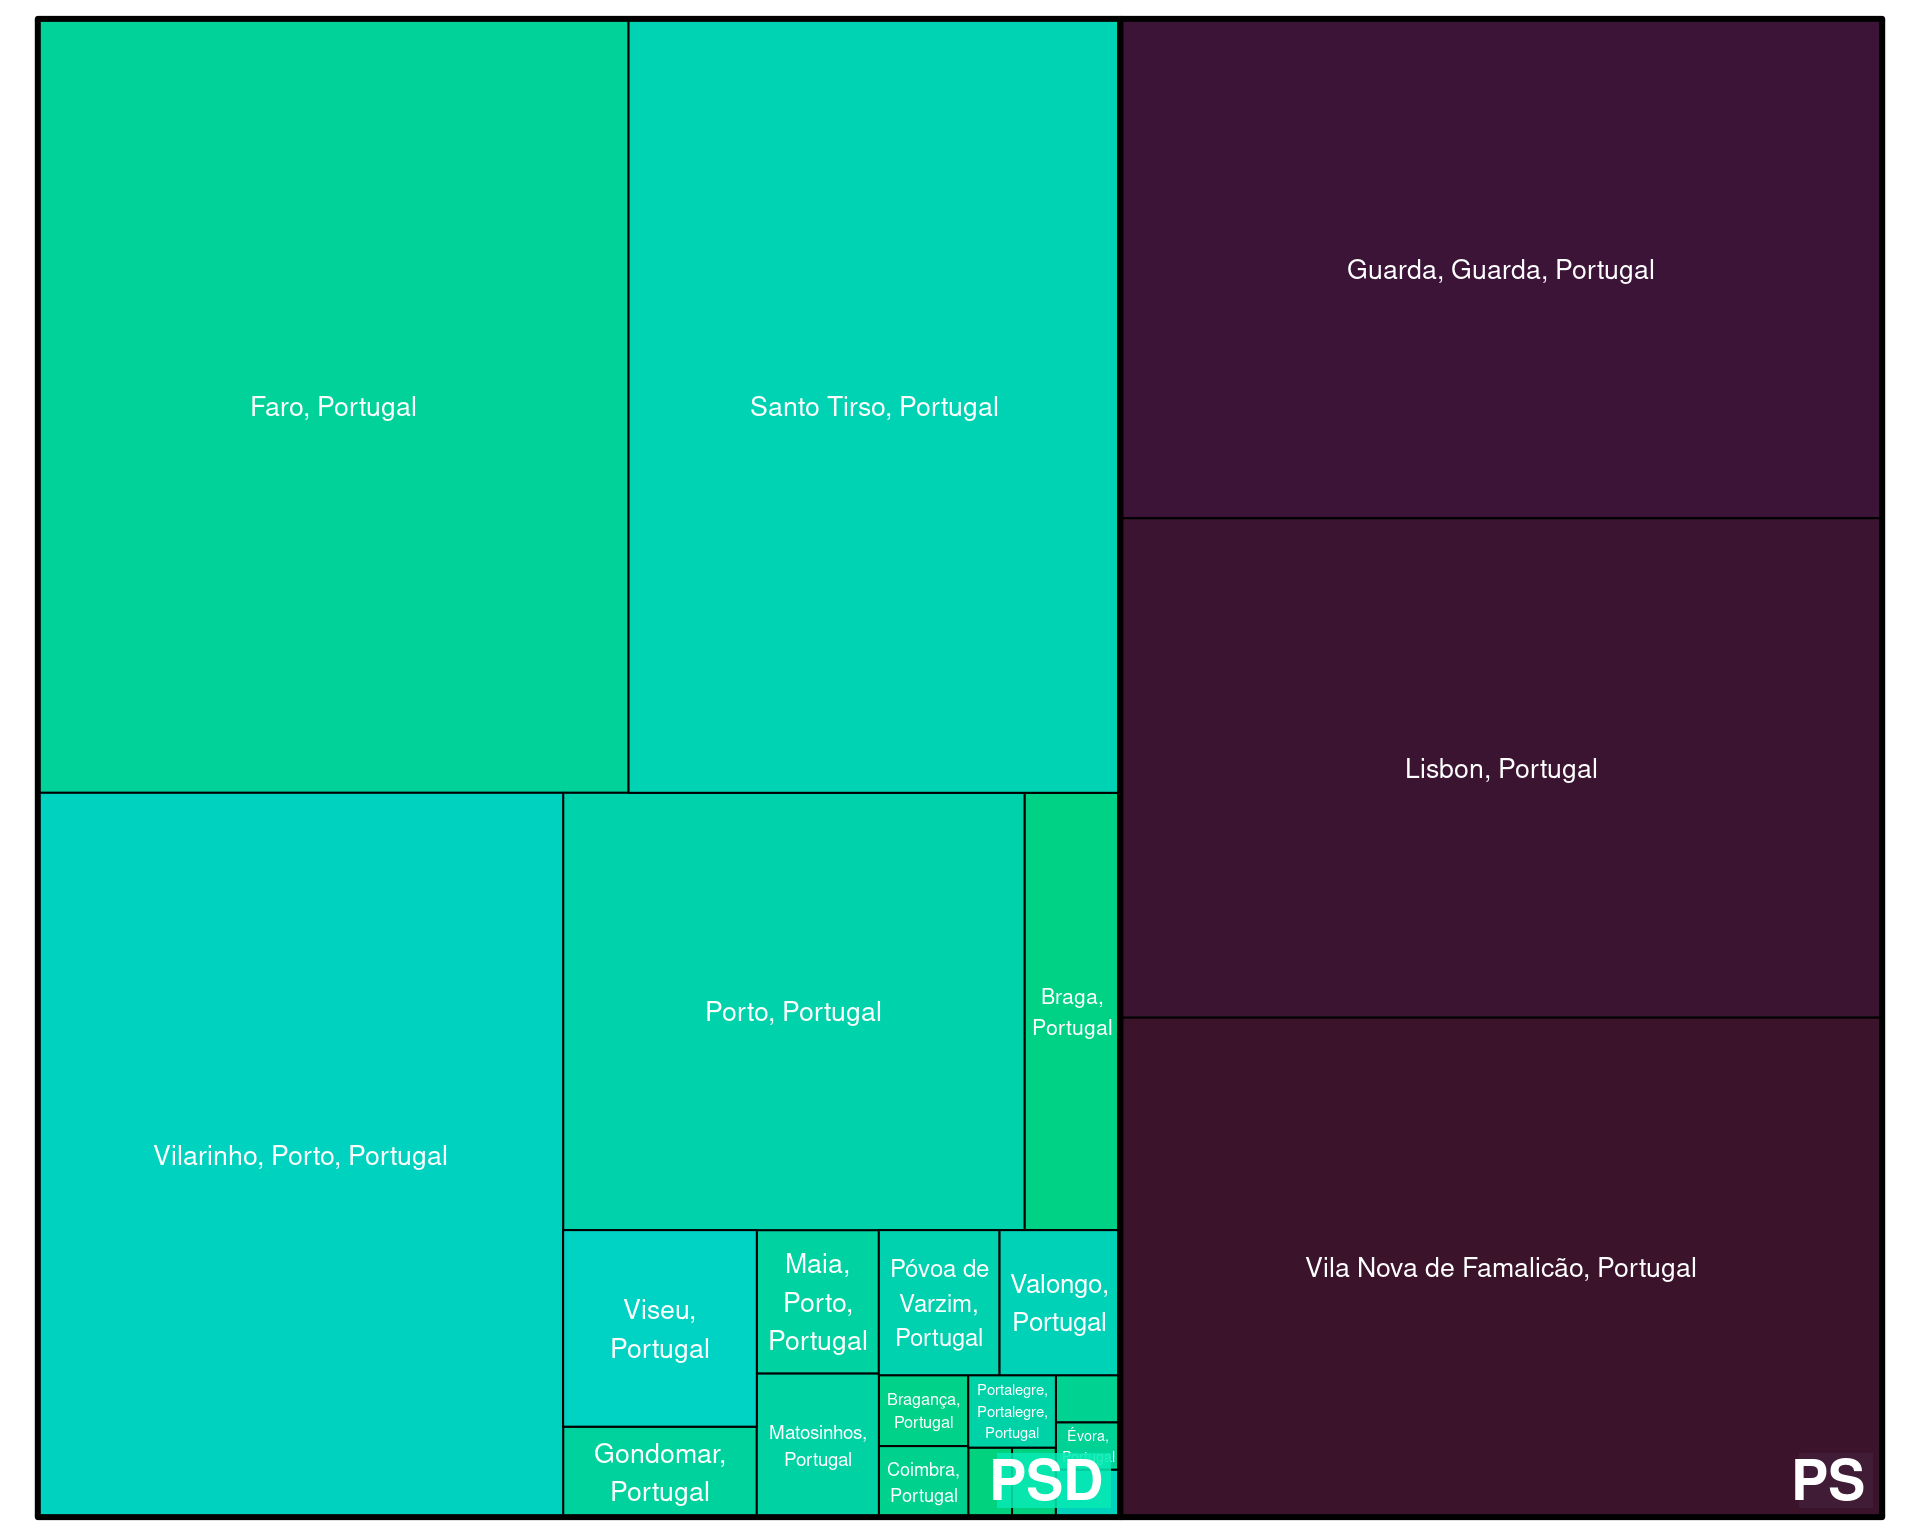 Faro, Portugal
Santo Tirso, Portugal
Guarda, Guarda, Portugal
Lisbon, Portugal
Vilarinho, Porto, Portugal
Porto, Portugal
Braga,
Portugal
Vila Nova de Famalicão, Portugal
Viseu,
Portugal
Maia,
Porto,
Portugal
Póvoa de
Varzim,
Portugal
Valongo,
Portugal
Gondomar,
Portugal
Matosinhos,
Portugal
Bragança,
Portugal
Portalegre,
Portalegre,
Portugal
Évora,
Portugal
Coimbra,
Portugal
PSD
PS